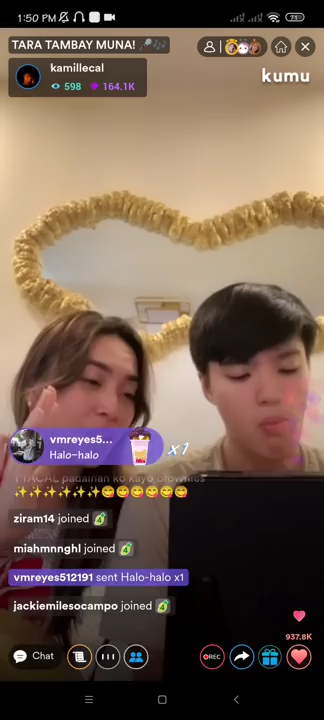 1:50 PM
73
TARA TAMBAY MUNA! 🎤🎶
kamillecal
598 164.1K
kumu
vmreyes5...
Halo-halo
x1
padalhan ko kayo brownies
✨✨✨✨✨✨😋😋😋😋😋😋
ziram14 joined
miahmnnghl joined
vmreyes512191 sent Halo-halo x1
jackiemilesocampo joined
937.8K
Chat
REC